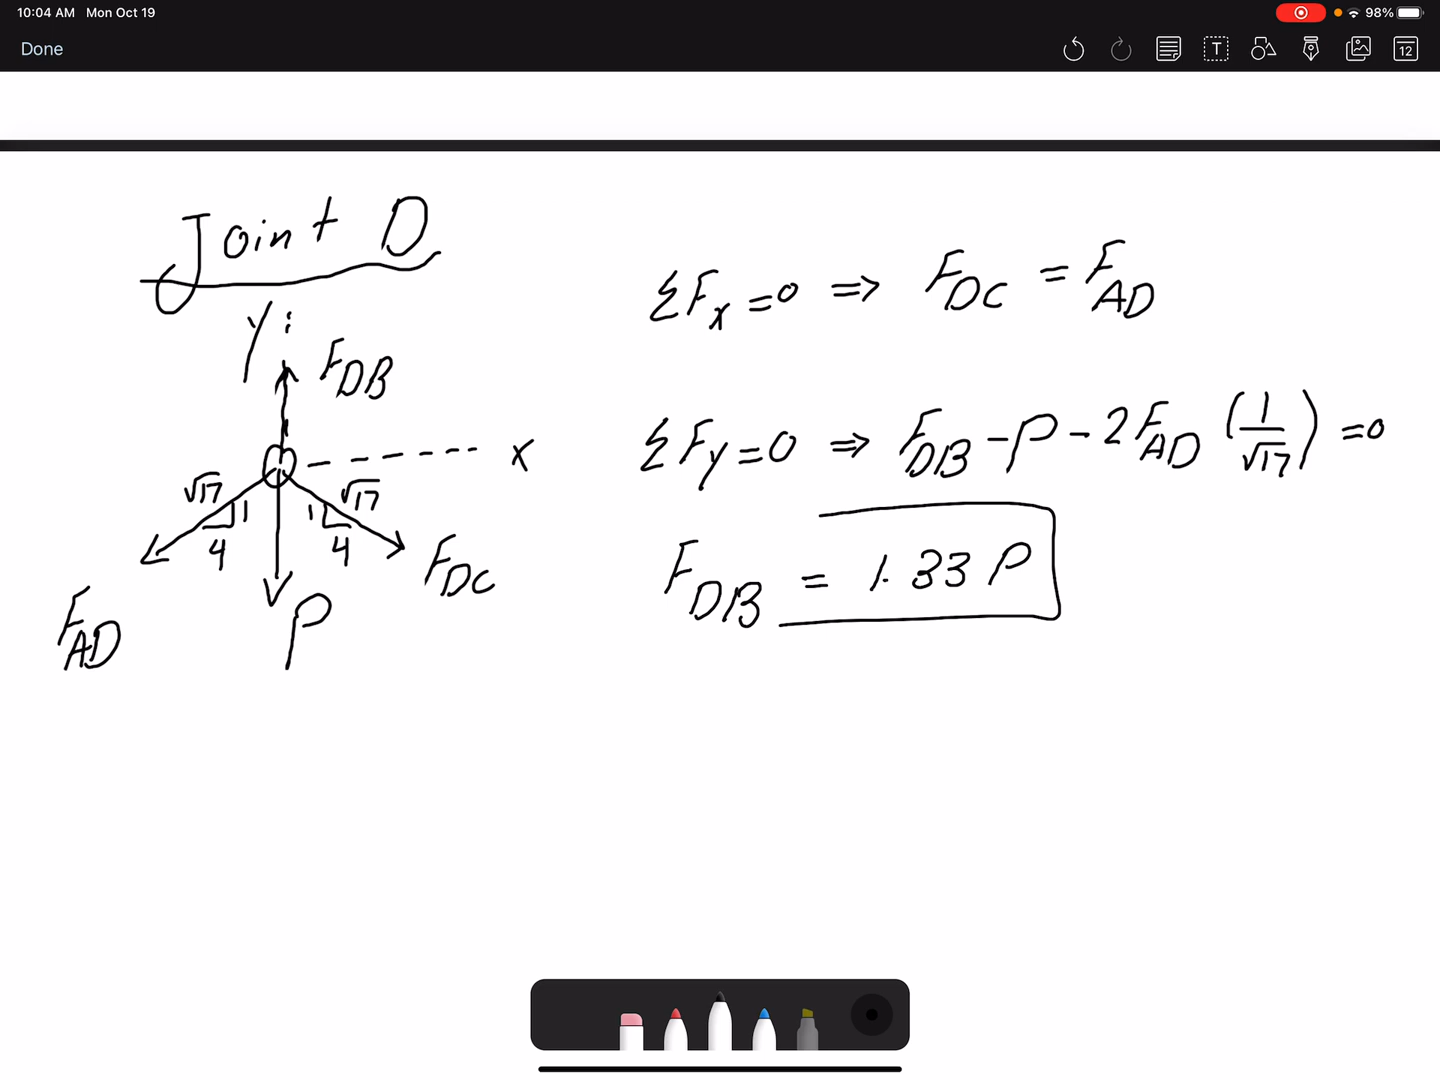 10:04 AM Mon Oct 19
98%
Done
T
12
Joint D
Y
F_DB
ΣF_x = 0 ⇒ F_DC = F_AD
x
ΣF_y = 0 ⇒ F_DB - P - 2F_AD (1/√17) = 0
√17 √17
1 1
4 4
F_DC
F_AD
P
F_DB = 1.33 P